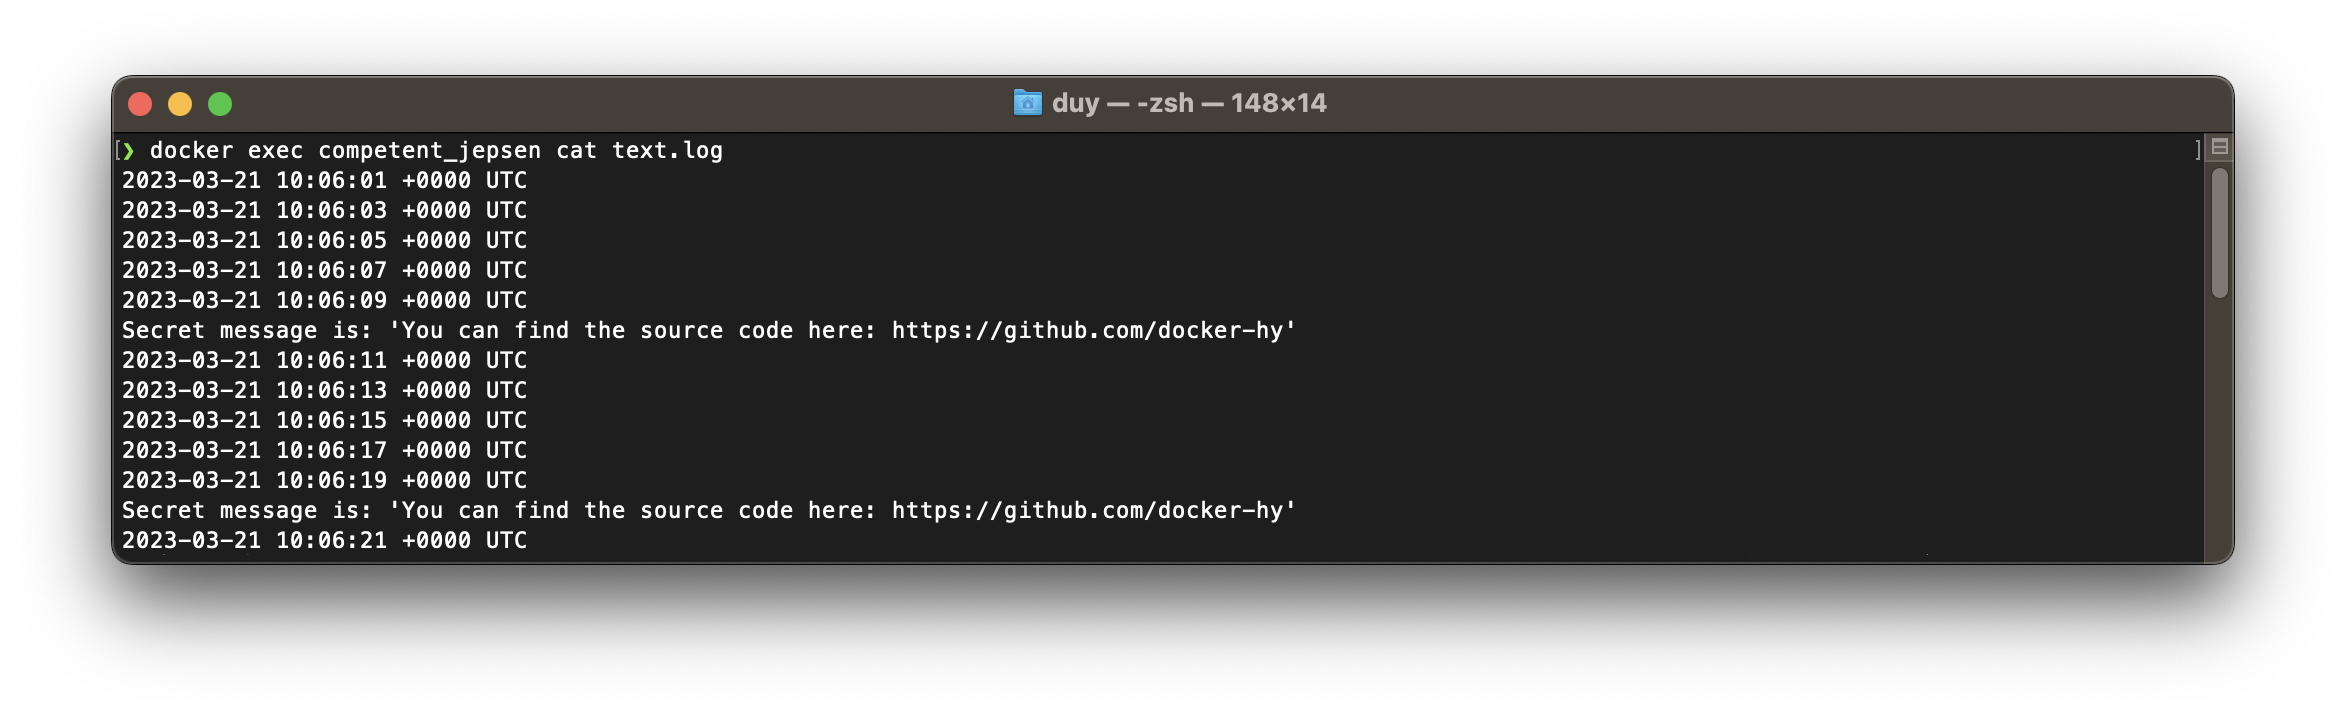 duy — -zsh — 148×14
[❯ docker exec competent_jepsen cat text.log ]
2023-03-21 10:06:01 +0000 UTC
2023-03-21 10:06:03 +0000 UTC
2023-03-21 10:06:05 +0000 UTC
2023-03-21 10:06:07 +0000 UTC
2023-03-21 10:06:09 +0000 UTC
Secret message is: 'You can find the source code here: https://github.com/docker-hy'
2023-03-21 10:06:11 +0000 UTC
2023-03-21 10:06:13 +0000 UTC
2023-03-21 10:06:15 +0000 UTC
2023-03-21 10:06:17 +0000 UTC
2023-03-21 10:06:19 +0000 UTC
Secret message is: 'You can find the source code here: https://github.com/docker-hy'
2023-03-21 10:06:21 +0000 UTC